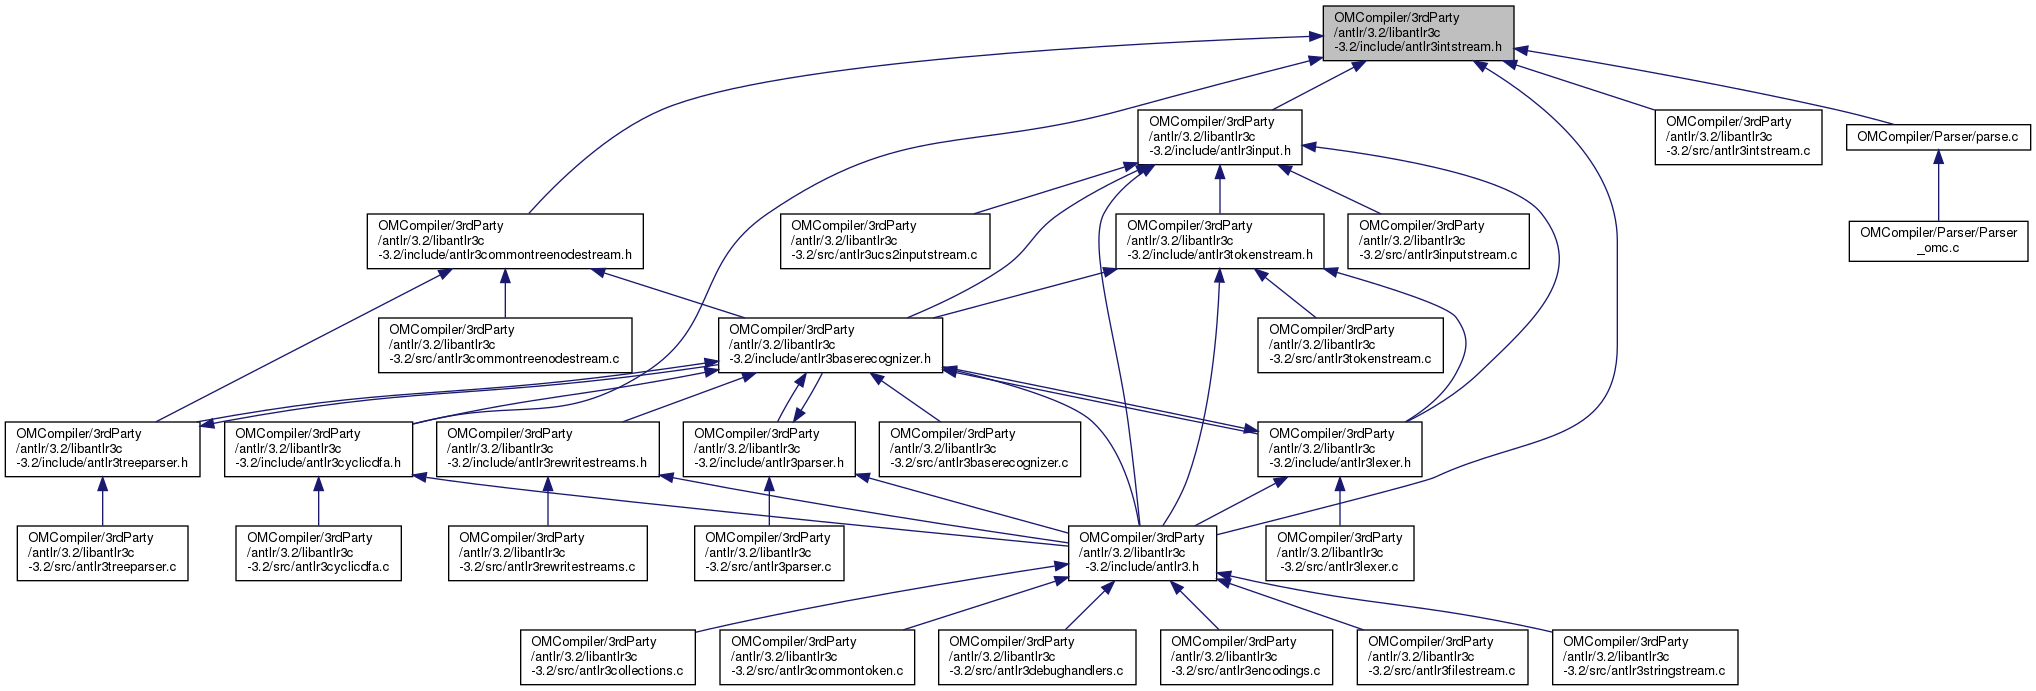 OMCompiler/3rdParty
/antlr/3.2/libantlr3c
-3.2/include/antlr3intstream.h
OMCompiler/3rdParty
/antlr/3.2/libantlr3c
-3.2/include/antlr3input.h
OMCompiler/3rdParty
/antlr/3.2/libantlr3c
-3.2/src/antlr3intstream.c
OMCompiler/Parser/parse.c
OMCompiler/3rdParty
/antlr/3.2/libantlr3c
-3.2/include/antlr3commontreenodestream.h
OMCompiler/3rdParty
/antlr/3.2/libantlr3c
-3.2/src/antlr3ucs2inputstream.c
OMCompiler/3rdParty
/antlr/3.2/libantlr3c
-3.2/include/antlr3tokenstream.h
OMCompiler/3rdParty
/antlr/3.2/libantlr3c
-3.2/src/antlr3inputstream.c
OMCompiler/Parser/Parser
_omc.c
OMCompiler/3rdParty
/antlr/3.2/libantlr3c
-3.2/src/antlr3commontreenodestream.c
OMCompiler/3rdParty
/antlr/3.2/libantlr3c
-3.2/include/antlr3baserecognizer.h
OMCompiler/3rdParty
/antlr/3.2/libantlr3c
-3.2/src/antlr3tokenstream.c
OMCompiler/3rdParty
/antlr/3.2/libantlr3c
-3.2/include/antlr3treeparser.h
OMCompiler/3rdParty
/antlr/3.2/libantlr3c
-3.2/include/antlr3cyclicdfa.h
OMCompiler/3rdParty
/antlr/3.2/libantlr3c
-3.2/include/antlr3rewritestreams.h
OMCompiler/3rdParty
/antlr/3.2/libantlr3c
-3.2/include/antlr3parser.h
OMCompiler/3rdParty
/antlr/3.2/libantlr3c
-3.2/src/antlr3baserecognizer.c
OMCompiler/3rdParty
/antlr/3.2/libantlr3c
-3.2/include/antlr3lexer.h
OMCompiler/3rdParty
/antlr/3.2/libantlr3c
-3.2/src/antlr3treeparser.c
OMCompiler/3rdParty
/antlr/3.2/libantlr3c
-3.2/src/antlr3cyclicdfa.c
OMCompiler/3rdParty
/antlr/3.2/libantlr3c
-3.2/src/antlr3rewritestreams.c
OMCompiler/3rdParty
/antlr/3.2/libantlr3c
-3.2/src/antlr3parser.c
OMCompiler/3rdParty
/antlr/3.2/libantlr3c
-3.2/include/antlr3.h
OMCompiler/3rdParty
/antlr/3.2/libantlr3c
-3.2/src/antlr3lexer.c
OMCompiler/3rdParty
/antlr/3.2/libantlr3c
-3.2/src/antlr3collections.c
OMCompiler/3rdParty
/antlr/3.2/libantlr3c
-3.2/src/antlr3commontoken.c
OMCompiler/3rdParty
/antlr/3.2/libantlr3c
-3.2/src/antlr3debughandlers.c
OMCompiler/3rdParty
/antlr/3.2/libantlr3c
-3.2/src/antlr3encodings.c
OMCompiler/3rdParty
/antlr/3.2/libantlr3c
-3.2/src/antlr3filestream.c
OMCompiler/3rdParty
/antlr/3.2/libantlr3c
-3.2/src/antlr3stringstream.c